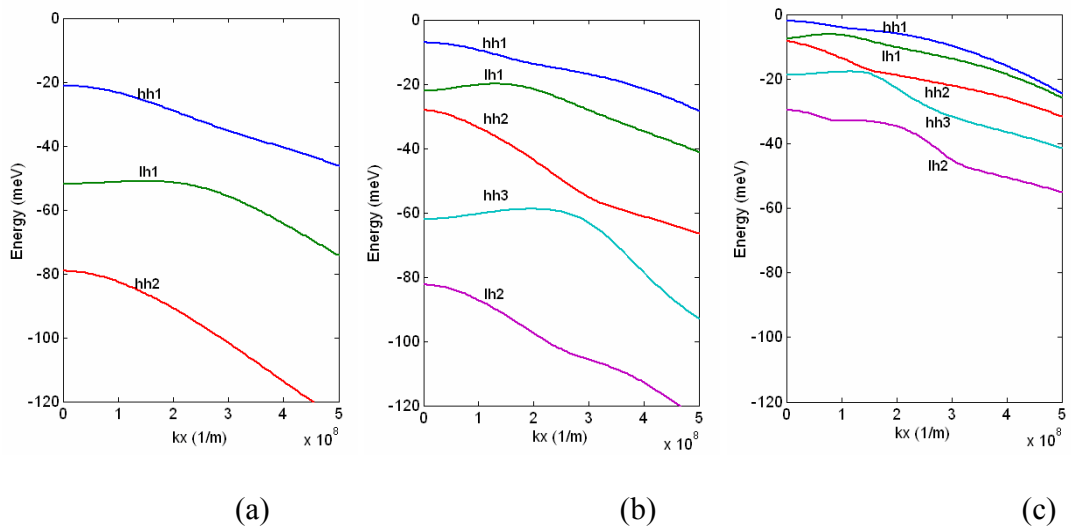 0
-20
-40
-60
-80
-100
-120
Energy (meV)
hh1
lh1
hh2
0 1 2 3 4 5
kx (1/m)
x 10^8
(a)
0
-20
-40
-60
-80
-100
-120
Energy (meV)
hh1
lh1
hh2
hh3
lh2
0 1 2 3 4 5
kx (1/m)
x 10^8
(b)
0
-20
-40
-60
-80
-100
-120
Energy (meV)
hh1
lh1
hh2
hh3
lh2
0 1 2 3 4 5
kx (1/m)
x 10^8
(c)